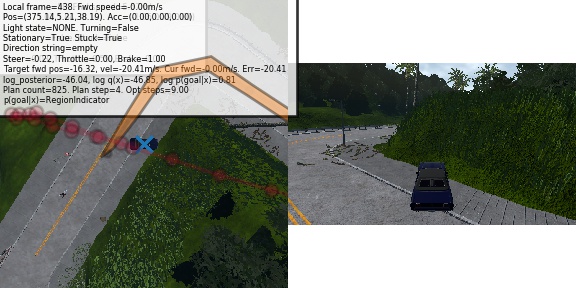 Local frame=438. Fwd speed=-0.00m/s
Pos=(375.14,5.21,38.19). Acc=(0.00,0.00,0.00)
Light state=NONE. Turning=False
Stationary=True. Stuck=True
Direction string=empty
Steer=-0.22, Throttle=0.00, Brake=1.00
Target fwd pos=-16.32, vel=-20.41m/s. Cur fwd=-0.00m/s. Err=-20.41
log_posterior=-46.04, log q(x)=-46.85, log p(goal|x)=0.81
Plan count=825. Plan step=4. Opt steps=9.00
p(goal|x)=RegionIndicator